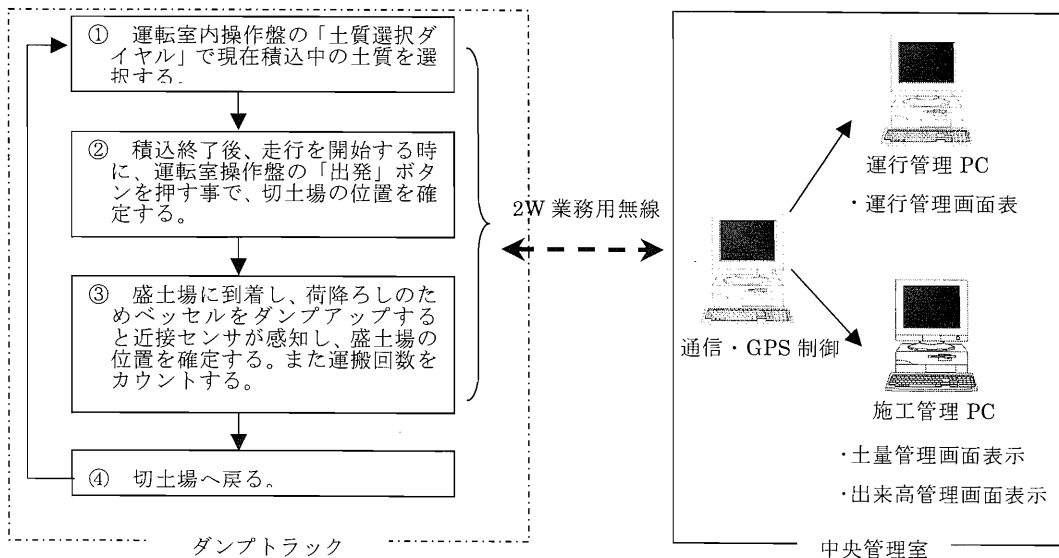 ① 運転室内操作盤の「土質選択ダ
イヤル」で現在積込中の土質を選
択する.
② 積込終了後、走行を開始する時
に、運転室操作盤の「出発」ボタ
ンを押す事で、切土場の位置を確
定する。
③ 盛土場に到着し、荷降ろしのた
めベッセルをダンプアップする
と近接センサが感知し、盛土場の
位置を確定する。また運搬回数を
カウントする。
④ 切土場へ戻る。
ダンプトラック
2W 業務用無線
通信・GPS 制御
運行管理 PC
・運行管理画面表
施工管理 PC
・土量管理画面表示
・出来高管理画面表示
中央管理室